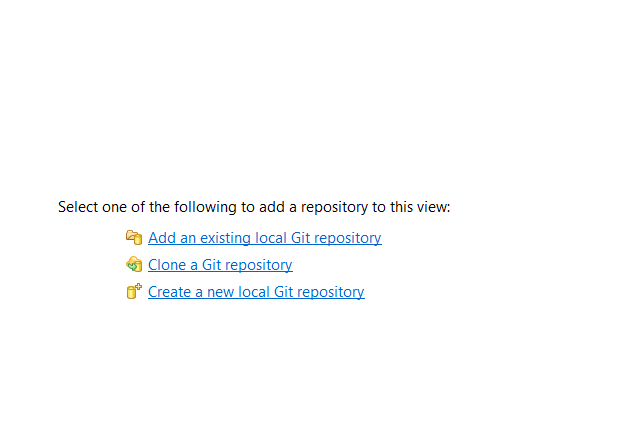 Select one of the following to add a repository to this view:
Add an existing local Git repository
Clone a Git repository
Create a new local Git repository